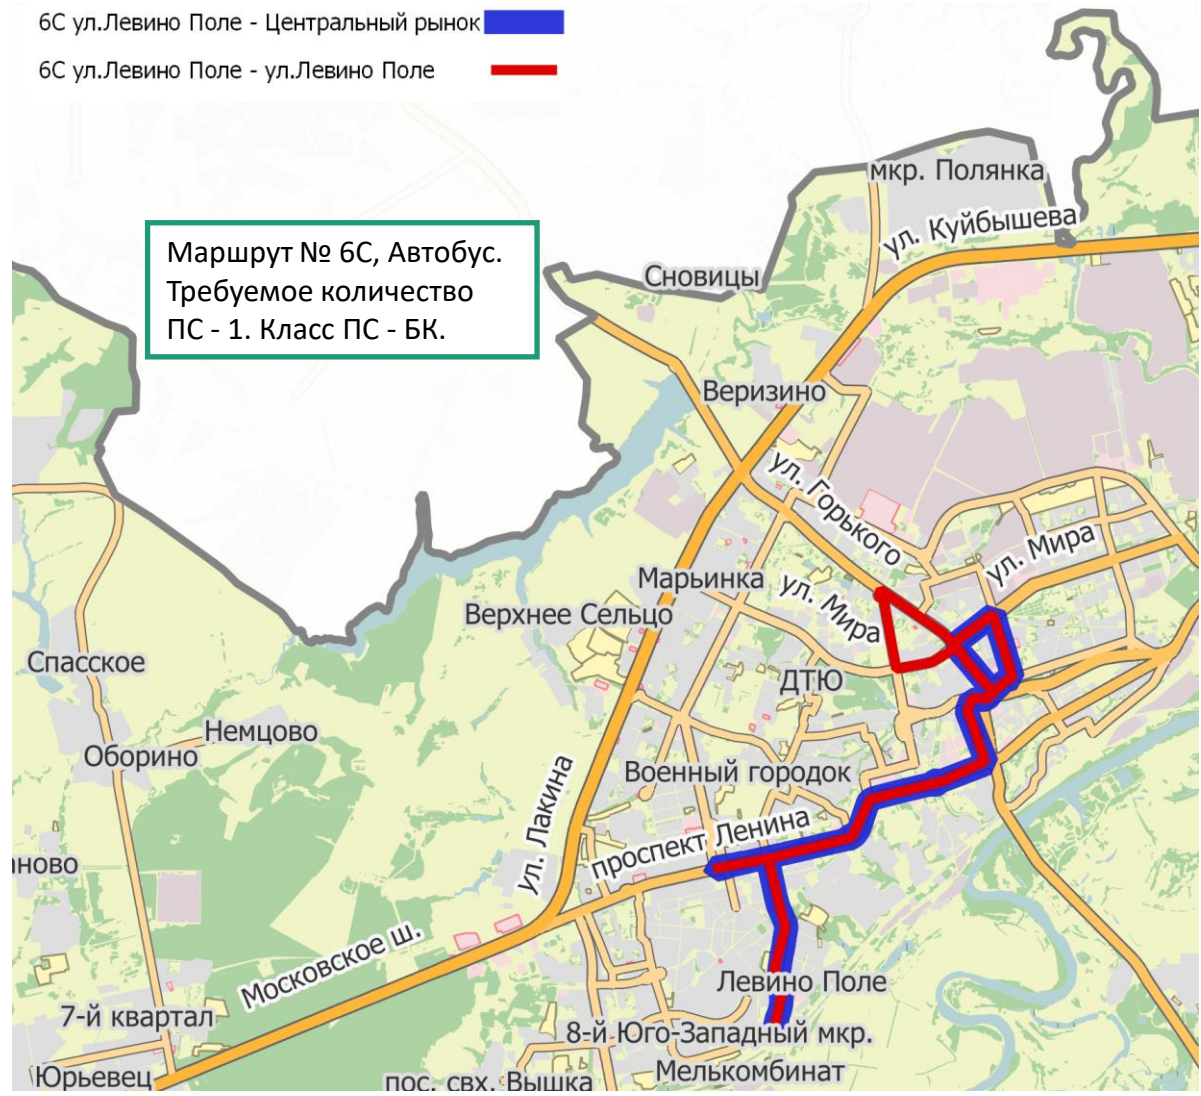 6С ул.Левино Поле - Центральный рынок
6С ул.Левино Поле - ул.Левино Поле
мкр. Полянка
ул. Куйбышева
Маршрут № 6С, Автобус.
Требуемое количество
ПС - 1. Класс ПС - БК.
Сновицы
Веризино
ул. Горького
ул. Мира
Марьинка
ул. Мира
Верхнее Сельцо
Спасское
ДТЮ
Немцово
Оборино
Военный городок
ул. Лакина
проспект Ленина
ново
Московское ш.
Левино Поле
7-й квартал
8-й Юго-Западный мкр.
Мелькомбинат
Юрьевец
пос. свх. Вышка